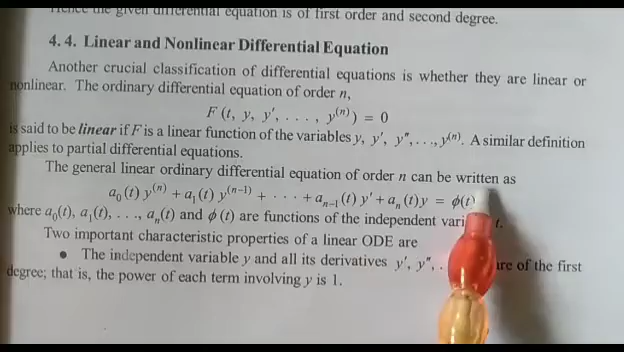 Hence the given differential equation is of first order and second degree.
4.4. Linear and Nonlinear Differential Equation
Another crucial classification of differential equations is whether they are linear or
nonlinear. The ordinary differential equation of order n,
F (t, y, y', . . . , y⁽ⁿ⁾) = 0
is said to be linear if F is a linear function of the variables y, y', y", . . ., y⁽ⁿ⁾. A similar definition
applies to partial differential equations.
The general linear ordinary differential equation of order n can be written as
a₀ (t) y⁽ⁿ⁾ + a₁ (t) y⁽ⁿ⁻¹⁾ + · · · + aₙ₋₁ (t) y' + aₙ (t) y = ϕ(t)
where a₀(t), a₁(t), . . ., aₙ(t) and ϕ (t) are functions of the independent vari t.
Two important characteristic properties of a linear ODE are
● The independent variable y and all its derivatives y', y", . are of the first
degree; that is, the power of each term involving y is 1.